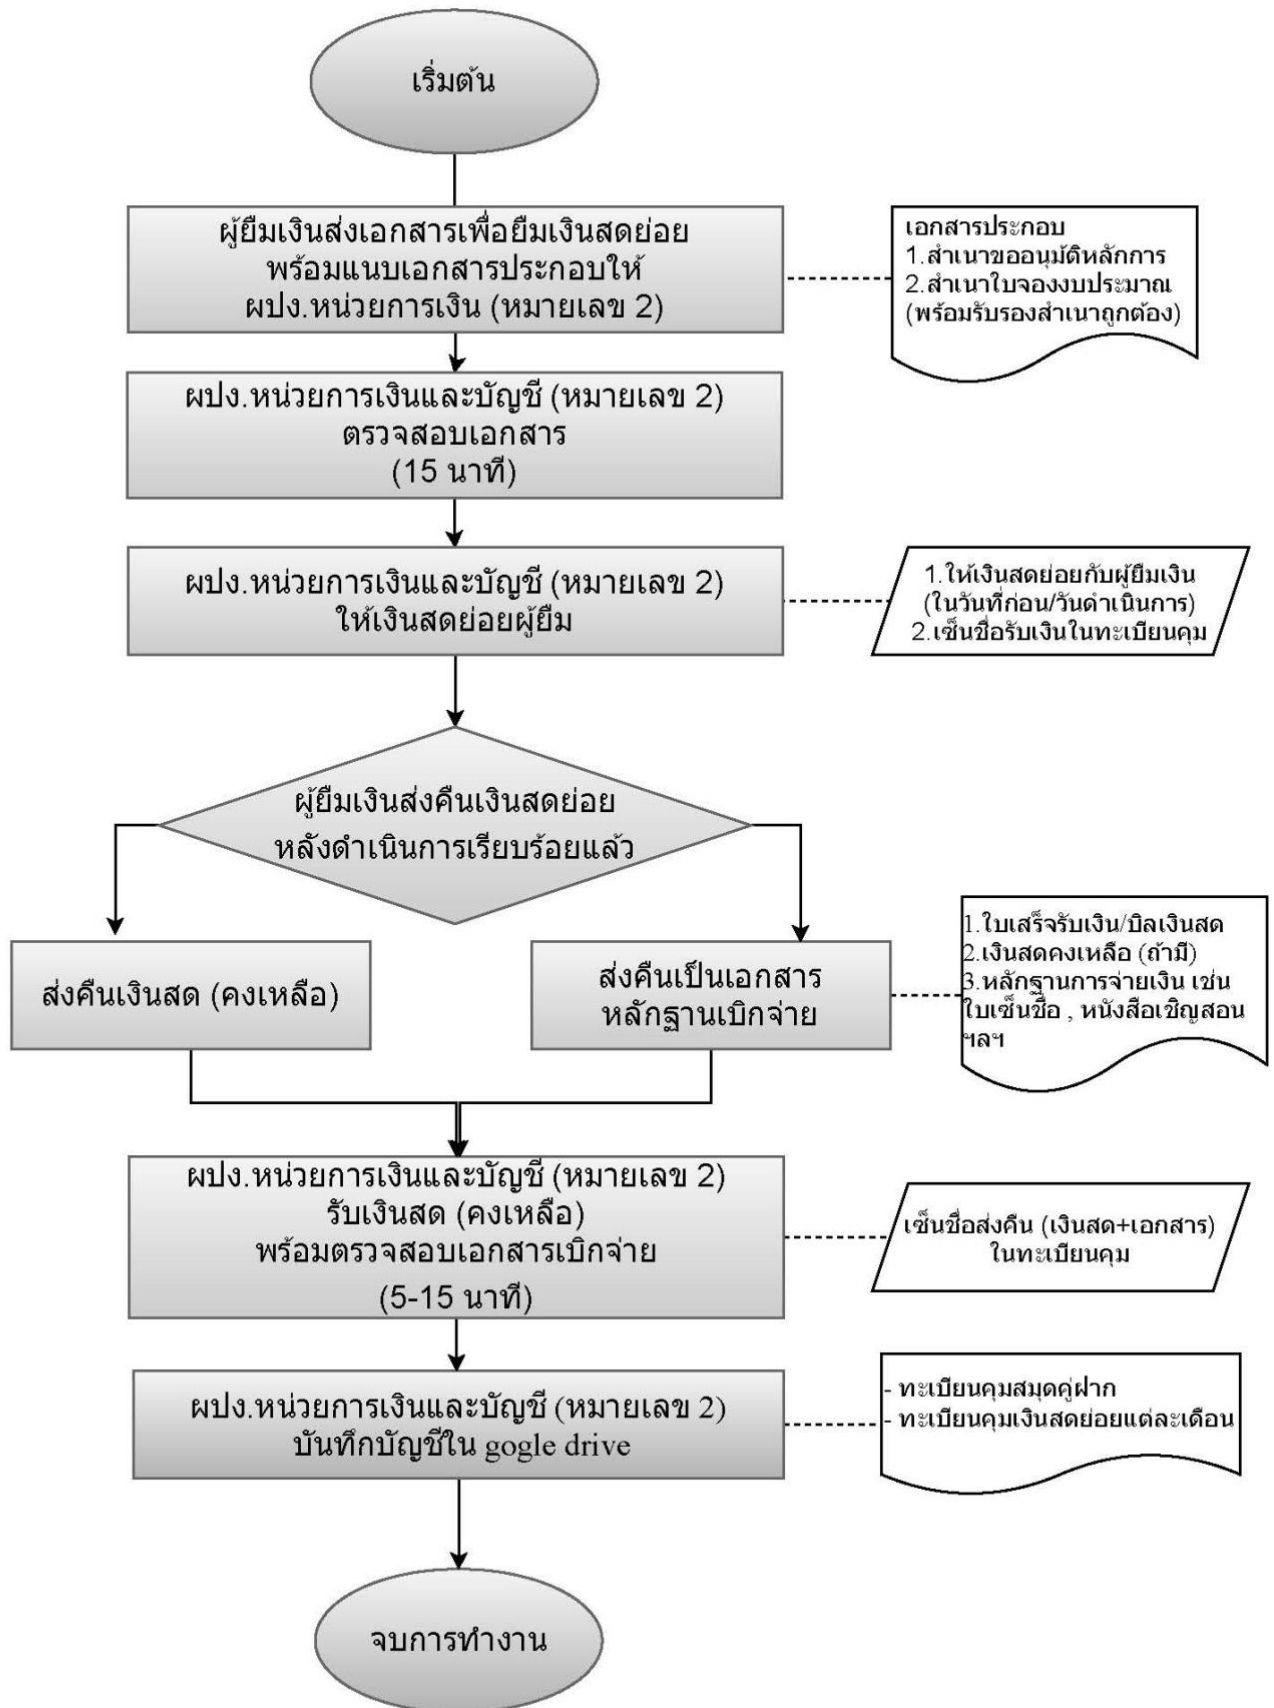 เริ่มต้น
ผู้ยืมเงินส่งเอกสารเพื่อยืมเงินสดย่อย
พร้อมแนบเอกสารประกอบให้
ผปง.หน่วยการเงิน (หมายเลข 2)
เอกสารประกอบ
1.สำเนาขออนุมัติหลักการ
2.สำเนาใบจองงบประมาณ
(พร้อมรับรองสำเนาถูกต้อง)
ผปง.หน่วยการเงินและบัญชี (หมายเลข 2)
ตรวจสอบเอกสาร
(15 นาที)
ผปง.หน่วยการเงินและบัญชี (หมายเลข 2)
ให้เงินสดย่อยผู้ยืม
1.ให้เงินสดย่อยกับผู้ยืมเงิน
(ในวันที่ก่อน/วันดำเนินการ)
2.เซ็นชื่อรับเงินในทะเบียนคุม
ผู้ยืมเงินส่งคืนเงินสดย่อย
หลังดำเนินการเรียบร้อยแล้ว
ส่งคืนเงินสด (คงเหลือ)
ส่งคืนเป็นเอกสาร
หลักฐานเบิกจ่าย
1.ใบเสร็จรับเงิน/บิลเงินสด
2.เงินสดคงเหลือ (ถ้ามี)
3.หลักฐานการจ่ายเงิน เช่น
ใบเซ็นชื่อ , หนังสือเชิญสอน
ฯลฯ
ผปง.หน่วยการเงินและบัญชี (หมายเลข 2)
รับเงินสด (คงเหลือ)
พร้อมตรวจสอบเอกสารเบิกจ่าย
(5-15 นาที)
เซ็นชื่อส่งคืน (เงินสด+เอกสาร)
ในทะเบียนคุม
ผปง.หน่วยการเงินและบัญชี (หมายเลข 2)
บันทึกบัญชีใน gogle drive
- ทะเบียนคุมสมุดคู่ฝาก
- ทะเบียนคุมเงินสดย่อยแต่ละเดือน
จบการทำงาน